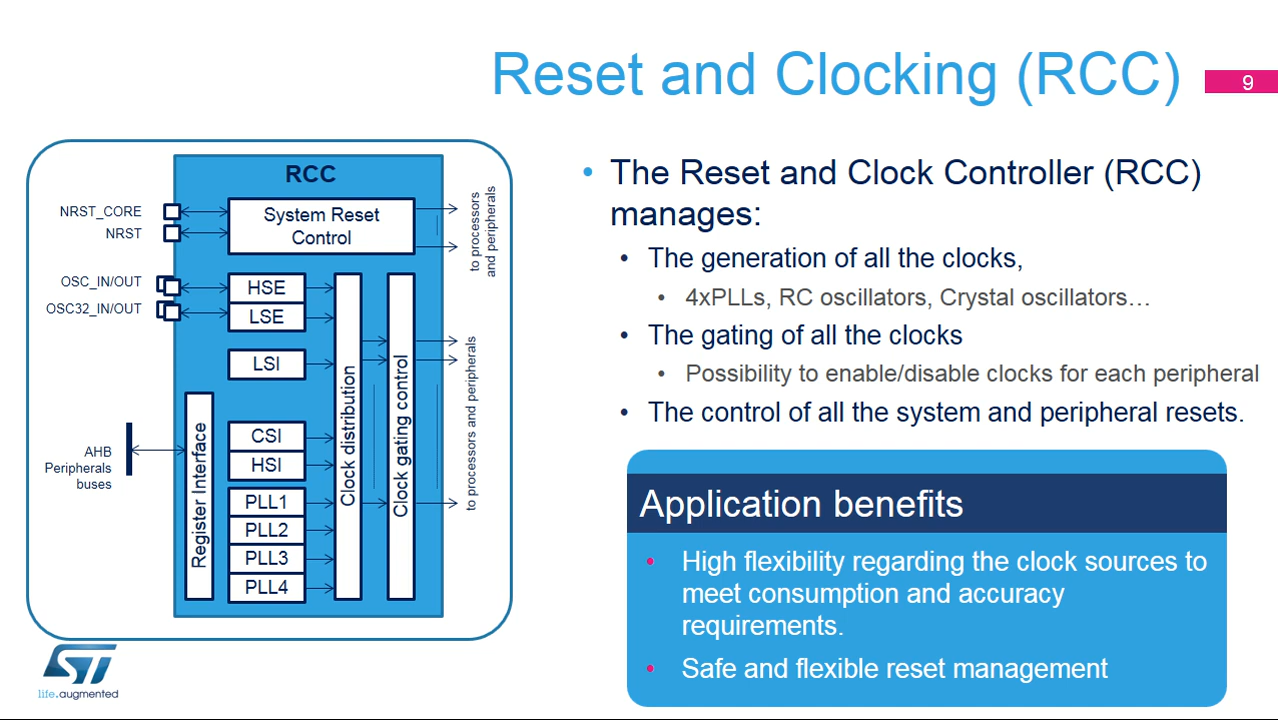 Reset and Clocking (RCC)
9
RCC
NRST_CORE
NRST
System Reset
Control
to processors
and peripherals
OSC_IN/OUT
OSC32_IN/OUT
HSE
LSE
LSI
CSI
HSI
PLL1
PLL2
PLL3
PLL4
Register Interface
Clock distribution
Clock gating control
to processors and peripherals
AHB
Peripherals
buses
• The Reset and Clock Controller (RCC)
manages:
• The generation of all the clocks,
• 4xPLLs, RC oscillators, Crystal oscillators…
• The gating of all the clocks
• Possibility to enable/disable clocks for each peripheral
• The control of all the system and peripheral resets.
Application benefits
• High flexibility regarding the clock sources to
meet consumption and accuracy
requirements.
• Safe and flexible reset management
ST
life.augmented